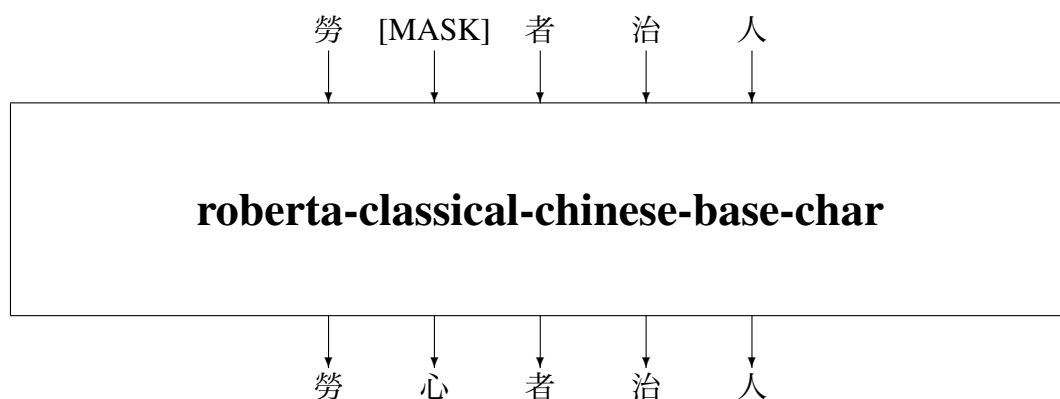 勞 [MASK] 者 治 人
roberta-classical-chinese-base-char
勞 心 者 治 人